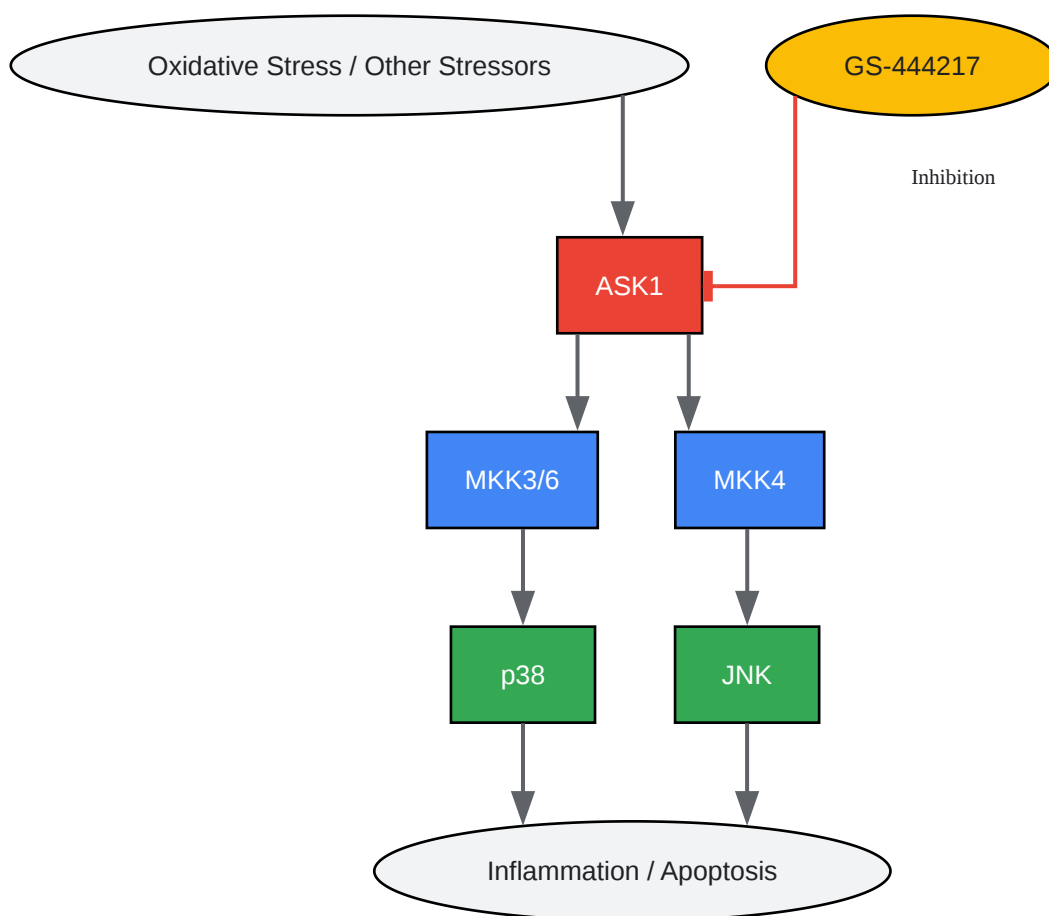 Oxidative Stress / Other Stressors
GS-444217
Inhibition
ASK1
MKK3/6
MKK4
p38
JNK
Inflammation / Apoptosis